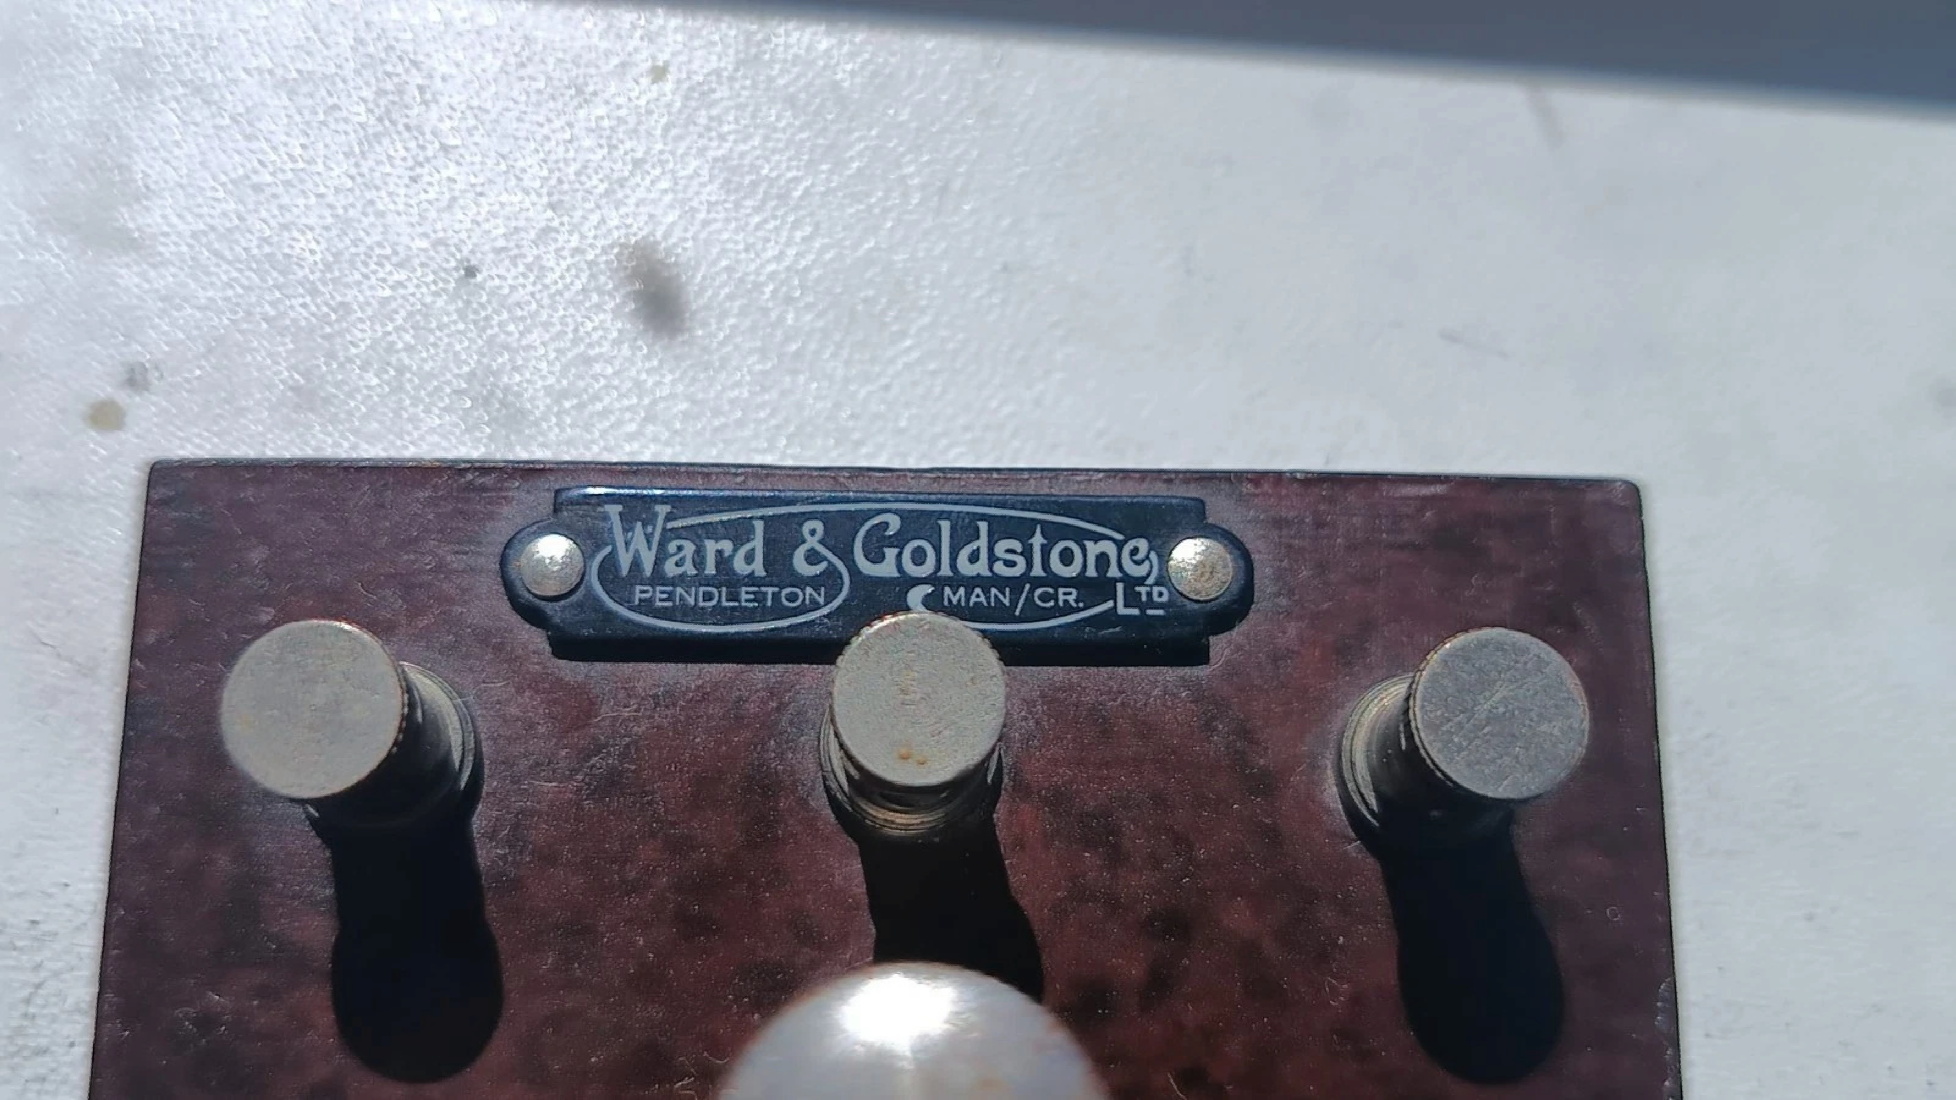 Ward & Goldstone LTD
PENDLETON MAN/CR.